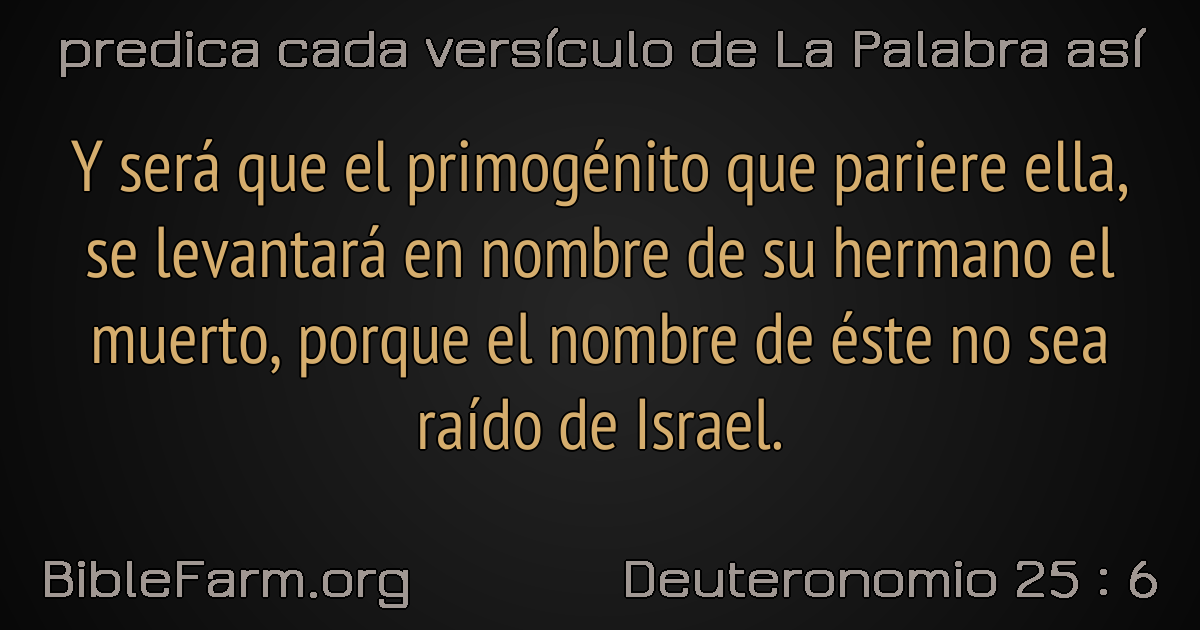 predica cada versículo de La Palabra así
Y será que el primogénito que pariere ella,
se levantará en nombre de su hermano el
muerto, porque el nombre de éste no sea
raído de Israel.
BibleFarm.org
Deuteronomio 25 : 6